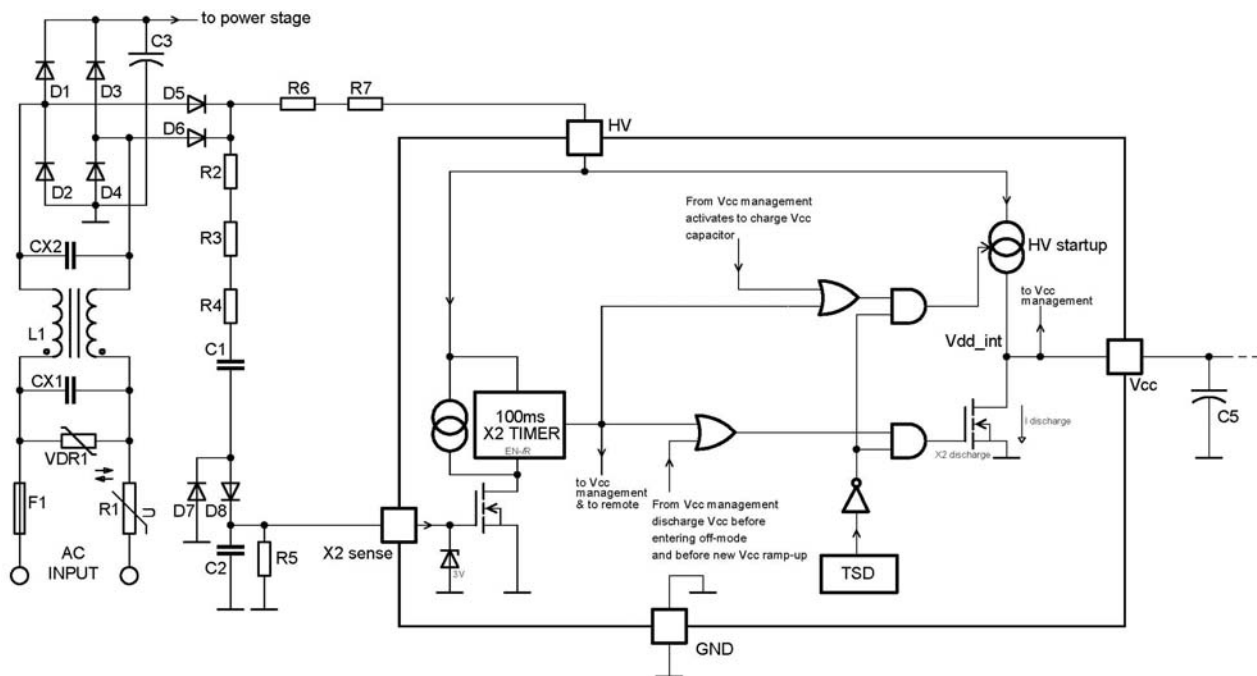 to power stage
C3
D1
D3
D5
R6
R7
HV
D6
D2
D4
R2
From Vcc management
activates to charge Vcc
capacitor
CX2
R3
HV startup
to Vcc
management
R4
L1
Vdd_int
C1
Vcc
CX1
100ms
X2 TIMER
EN-/R
C5
I discharge
VDR1
X2 discharge
to Vcc
management
& to remote
F1
R1
U
D7
D8
From Vcc management
discharge Vcc before
entering off-mode
and before new Vcc ramp-up
X2 sense
AC
INPUT
C2
R5
3V
TSD
GND